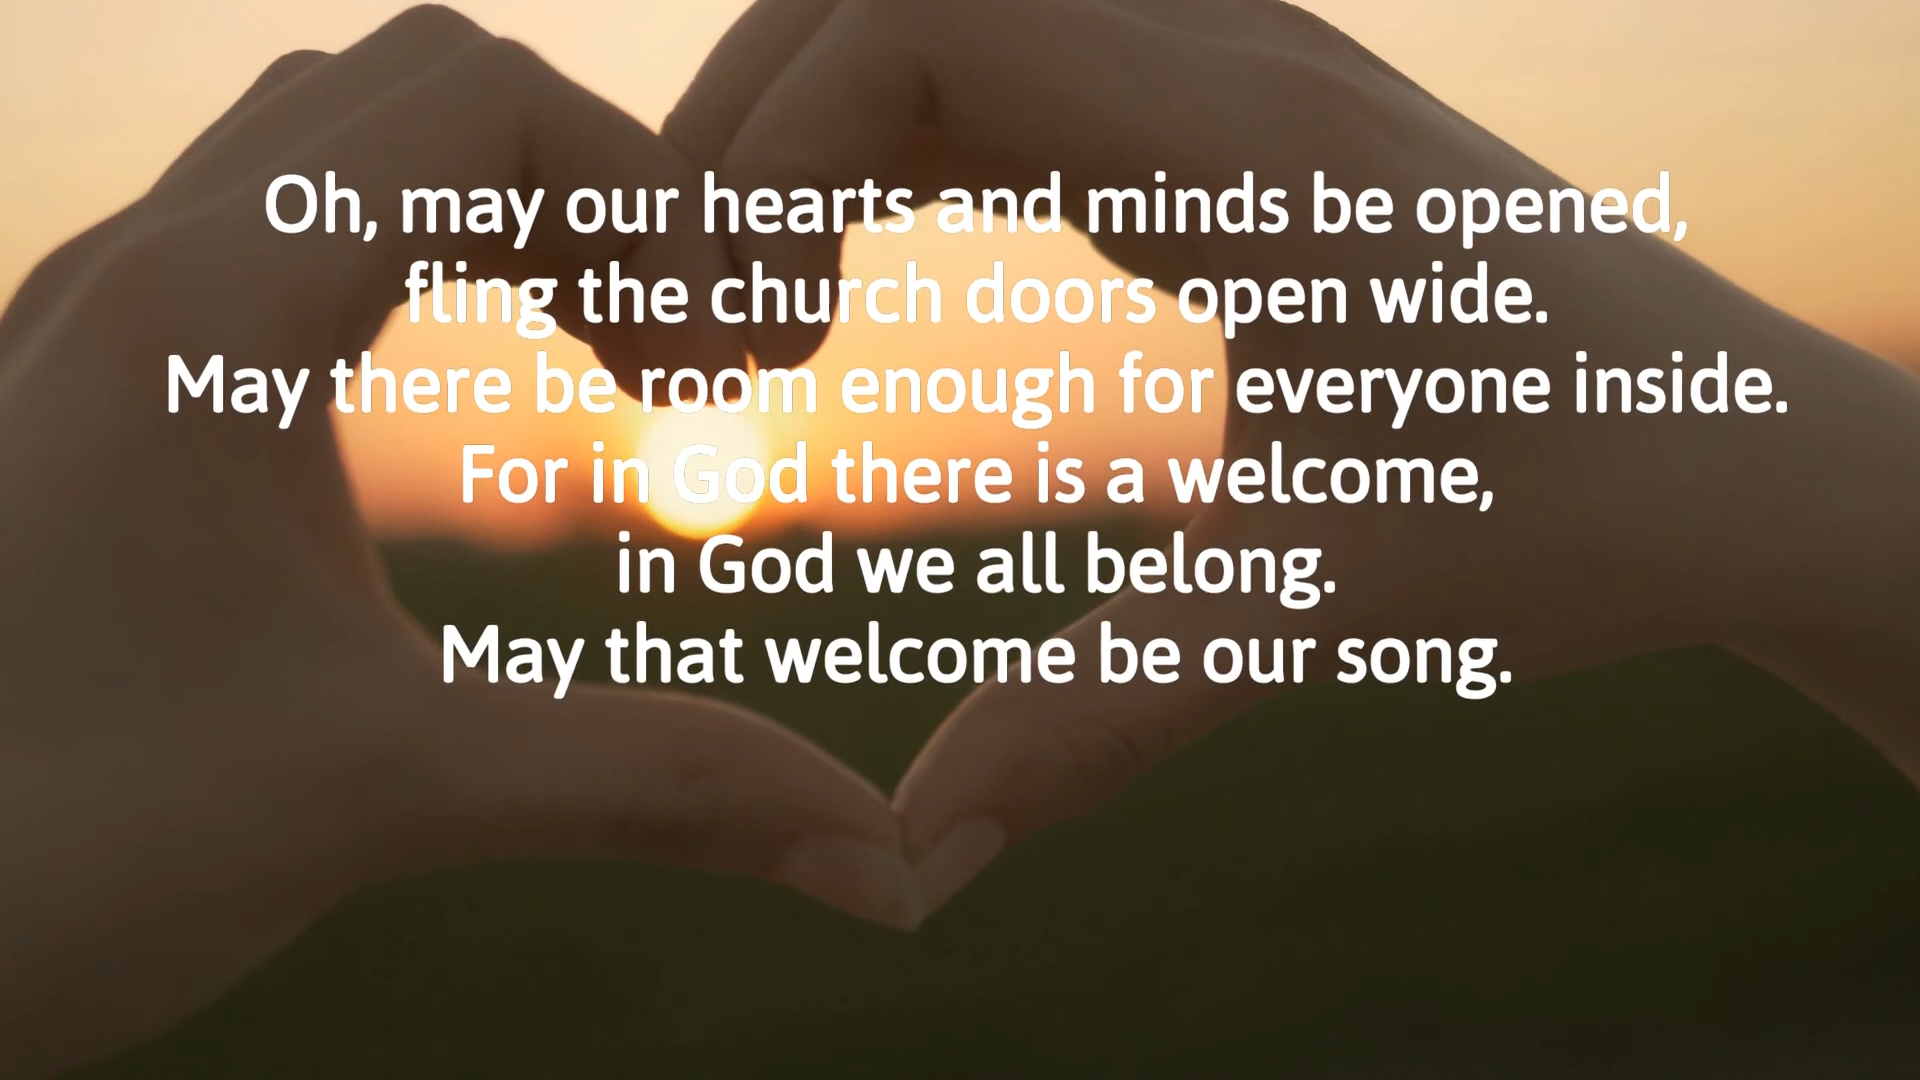 Oh, may our hearts and minds be opened,
fling the church doors open wide.
May there be room enough for everyone inside.
For in God there is a welcome,
in God we all belong.
May that welcome be our song.